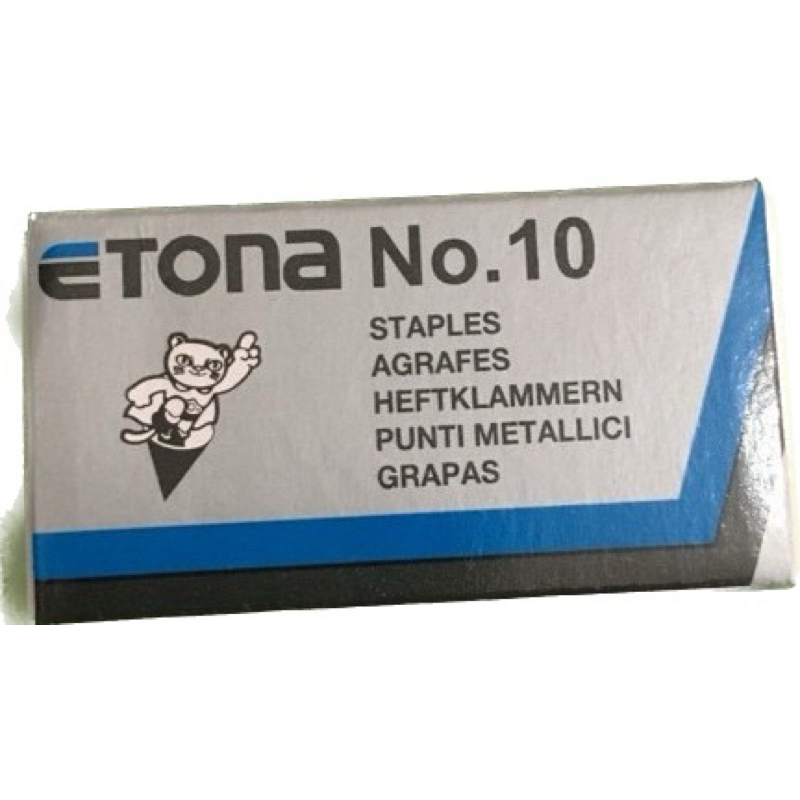 ETONA No.10
STAPLES
AGRAFES
HEFTKLAMMERN
PUNTI METALLICI
GRAPAS